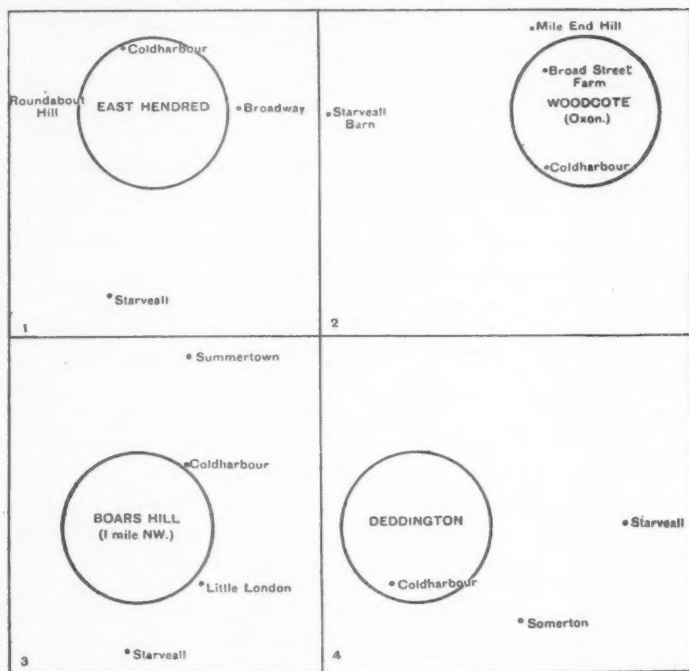 Coldharbour
Roundabout
Hill
EAST HENDRED
Broadway
Starveall
1
Mile End Hill
Broad Street
Farm
WOODCOTE
(Oxon.)
Starveall
Barn
Coldharbour
2
Summertown
Coldharbour
BOARS HILL
(1 mile NW.)
Little London
Starveall
3
DEDDINGTON
Starveall
Coldharbour
Somerton
4